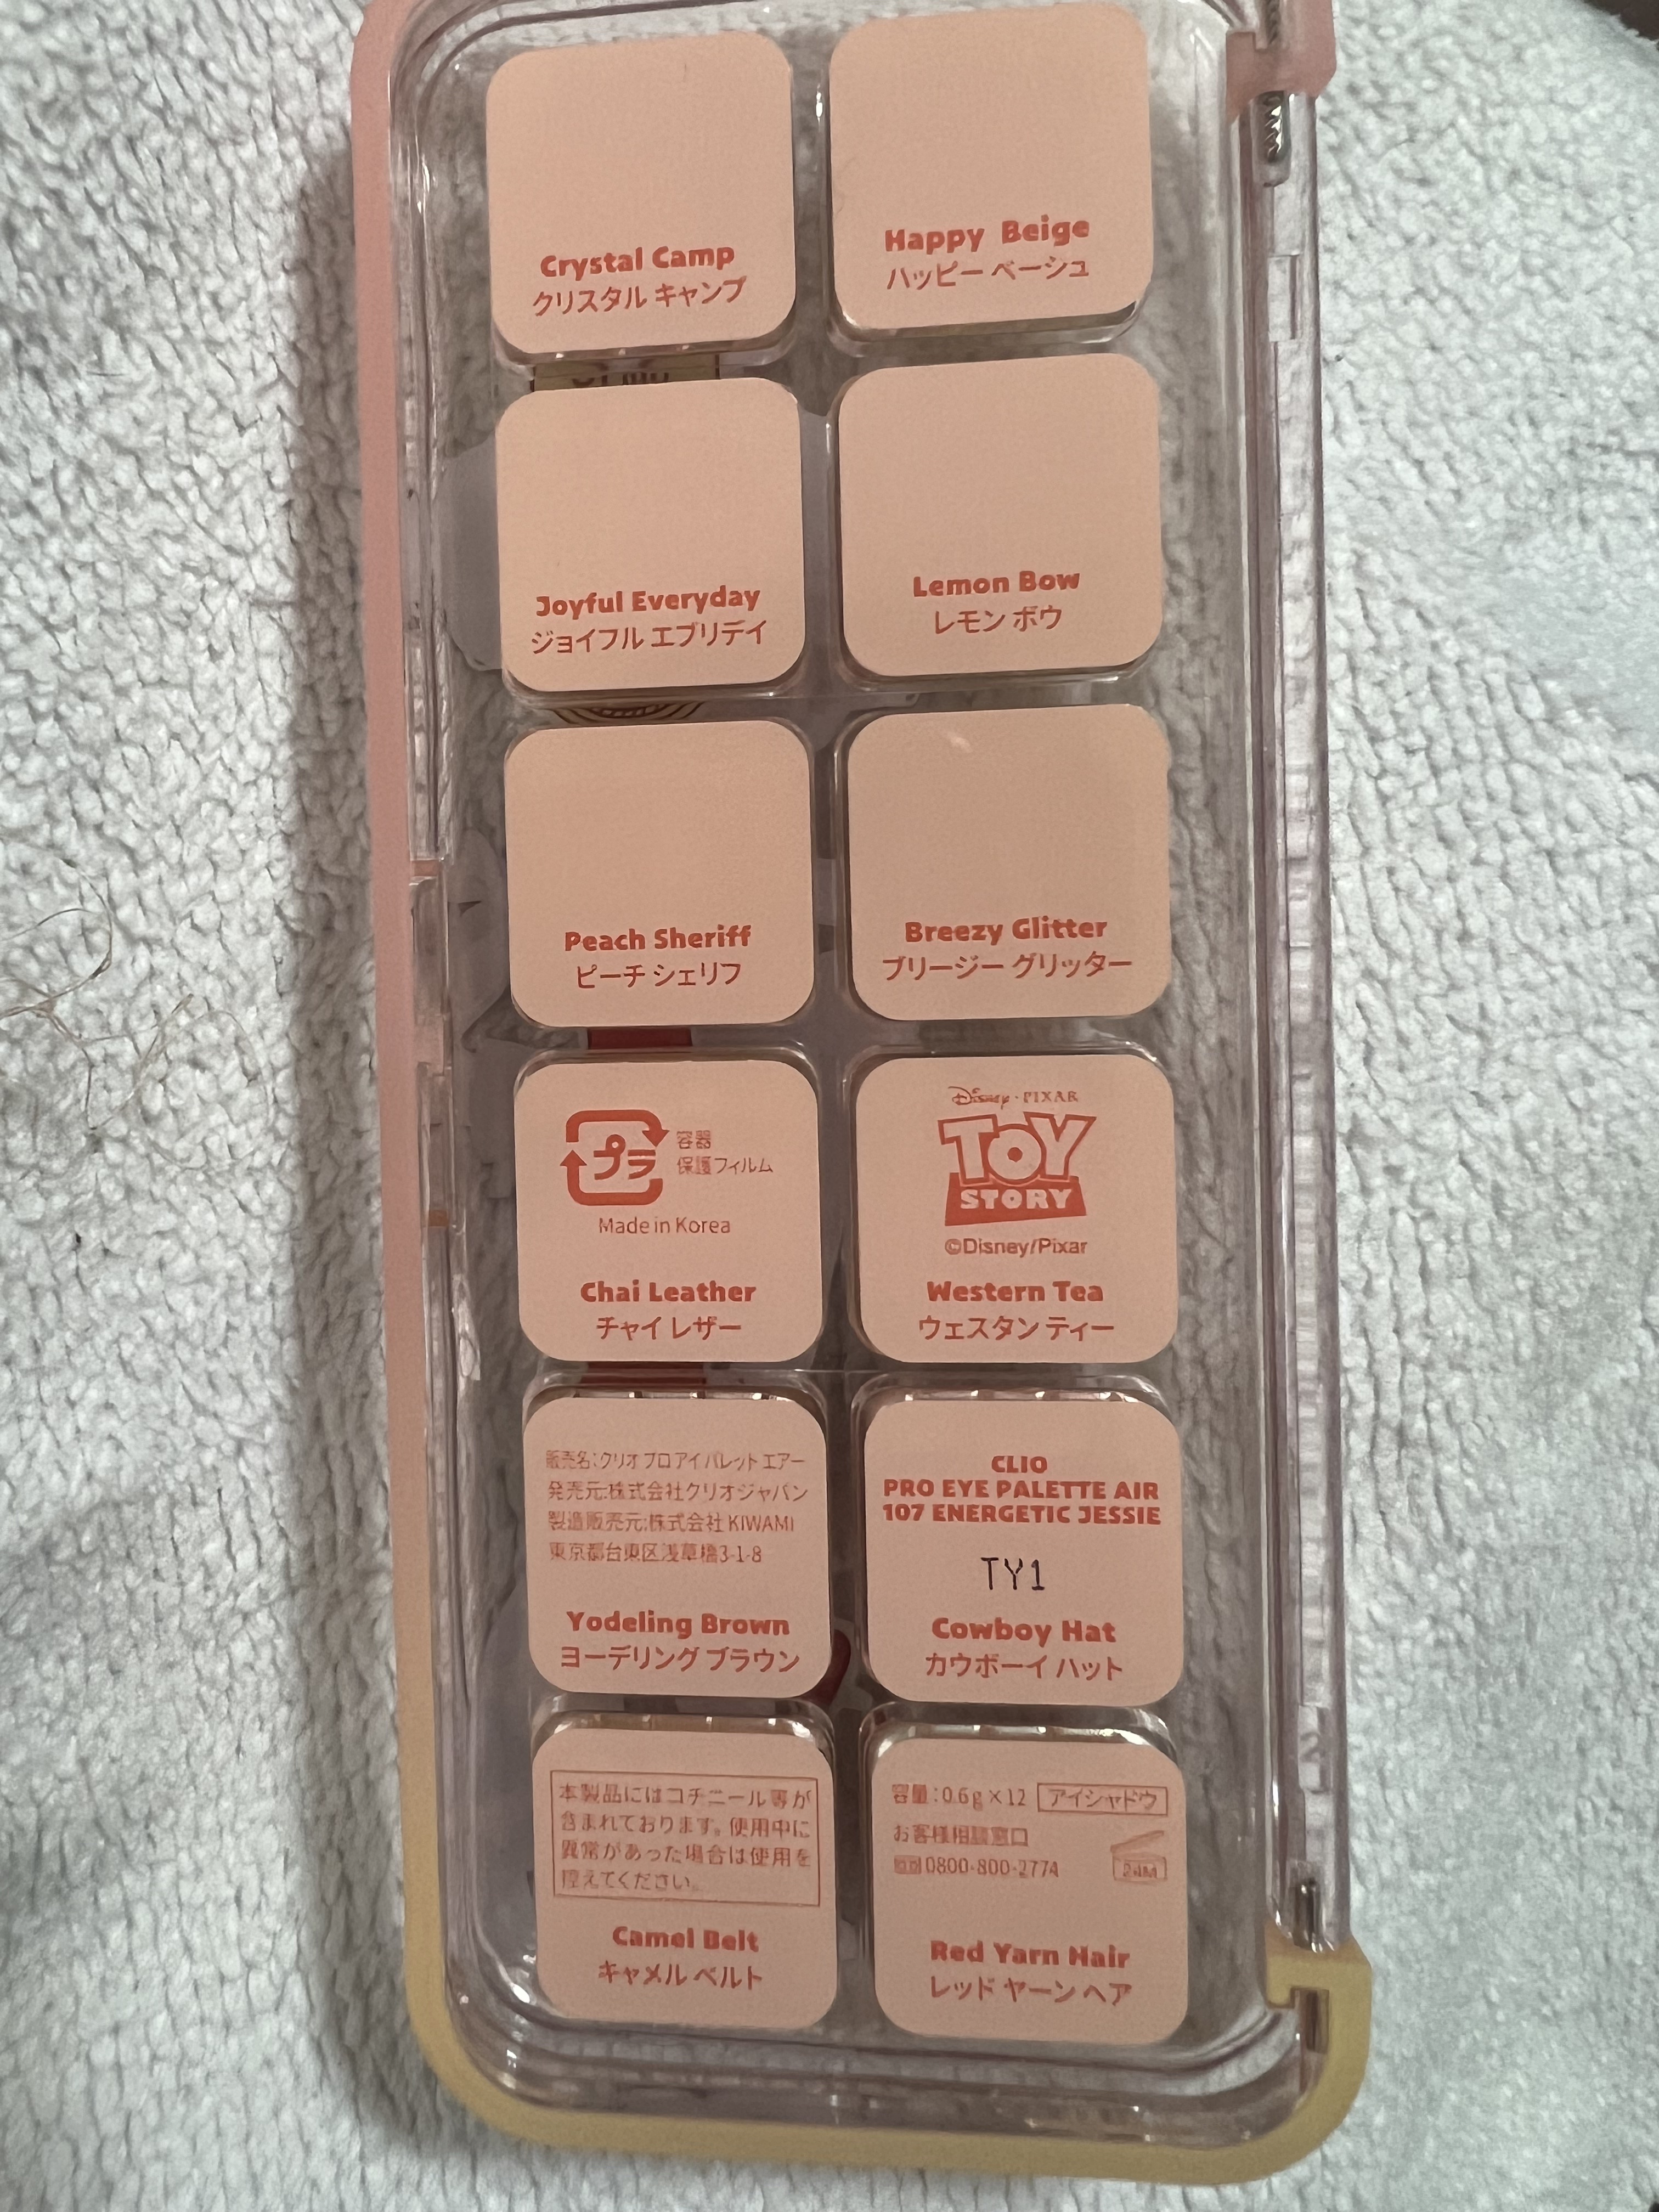 Crystal Camp
クリスタル キャンプ
Happy Beige
ハッピー ベージュ
Joyful Everyday
ジョイフル エブリデイ
Lemon Bow
レモン ボウ
Peach Sheriff
ピーチ シェリフ
Breezy Glitter
ブリージー グリッター
プラ
容器
保護フィルム
Made in Korea
Chai Leather
チャイ レザー
Disney · PIXAR
TOY
STORY
©Disney/Pixar
Western Tea
ウェスタン ティー
販売名:クリオ プロ アイ パレット エアー
発売元:株式会社クリオジャパン
製造販売元:株式会社 KIWAMI
東京都台東区浅草橋3-1-8
Yodeling Brown
ヨーデリング ブラウン
CLIO
PRO EYE PALETTE AIR
107 ENERGETIC JESSIE
TY1
Cowboy Hat
カウボーイ ハット
本製品にはコチニール等が
含まれております。使用中に
異常があった場合は使用を
控えてください。
Camel Belt
キャメル ベルト
容量:0.6g×12 アイシャドウ
お客様相談窓口
0800-800-2774
24M
Red Yarn Hair
レッド ヤーン ヘア